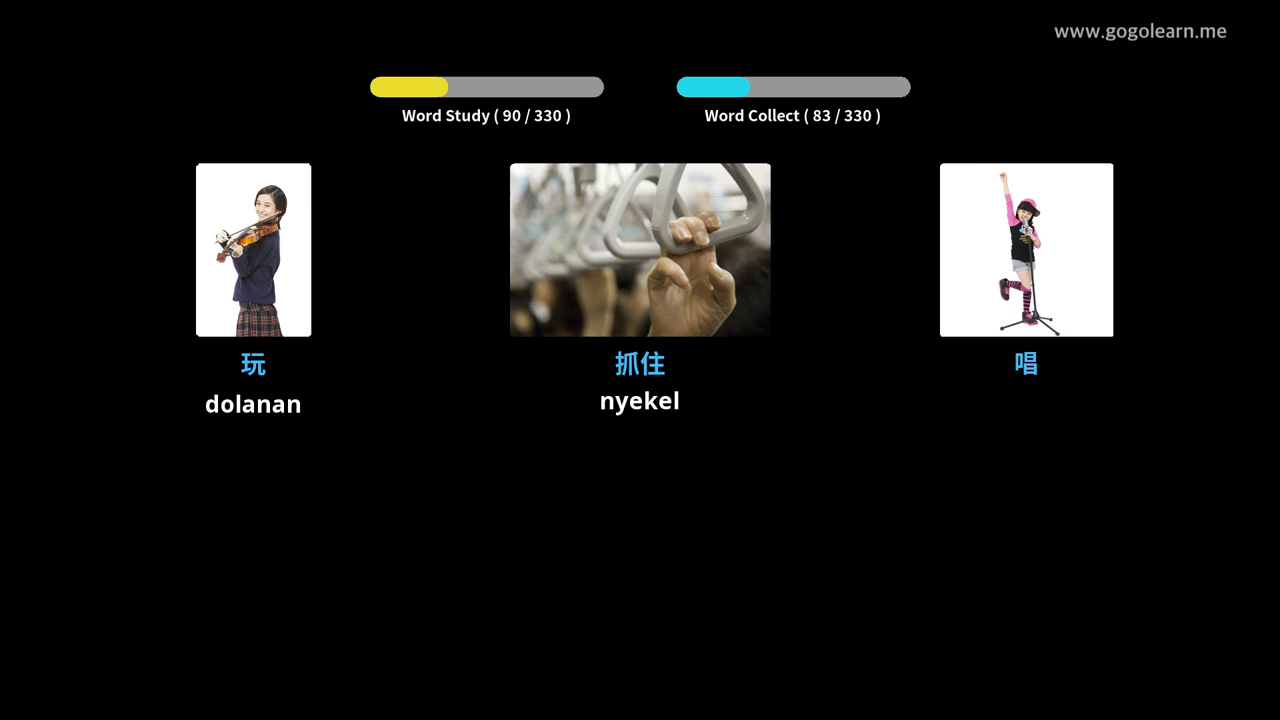 www.gogolearn.me
Word Study ( 90 / 330 )
Word Collect ( 83 / 330 )
玩
抓住
唱
dolanan
nyekel